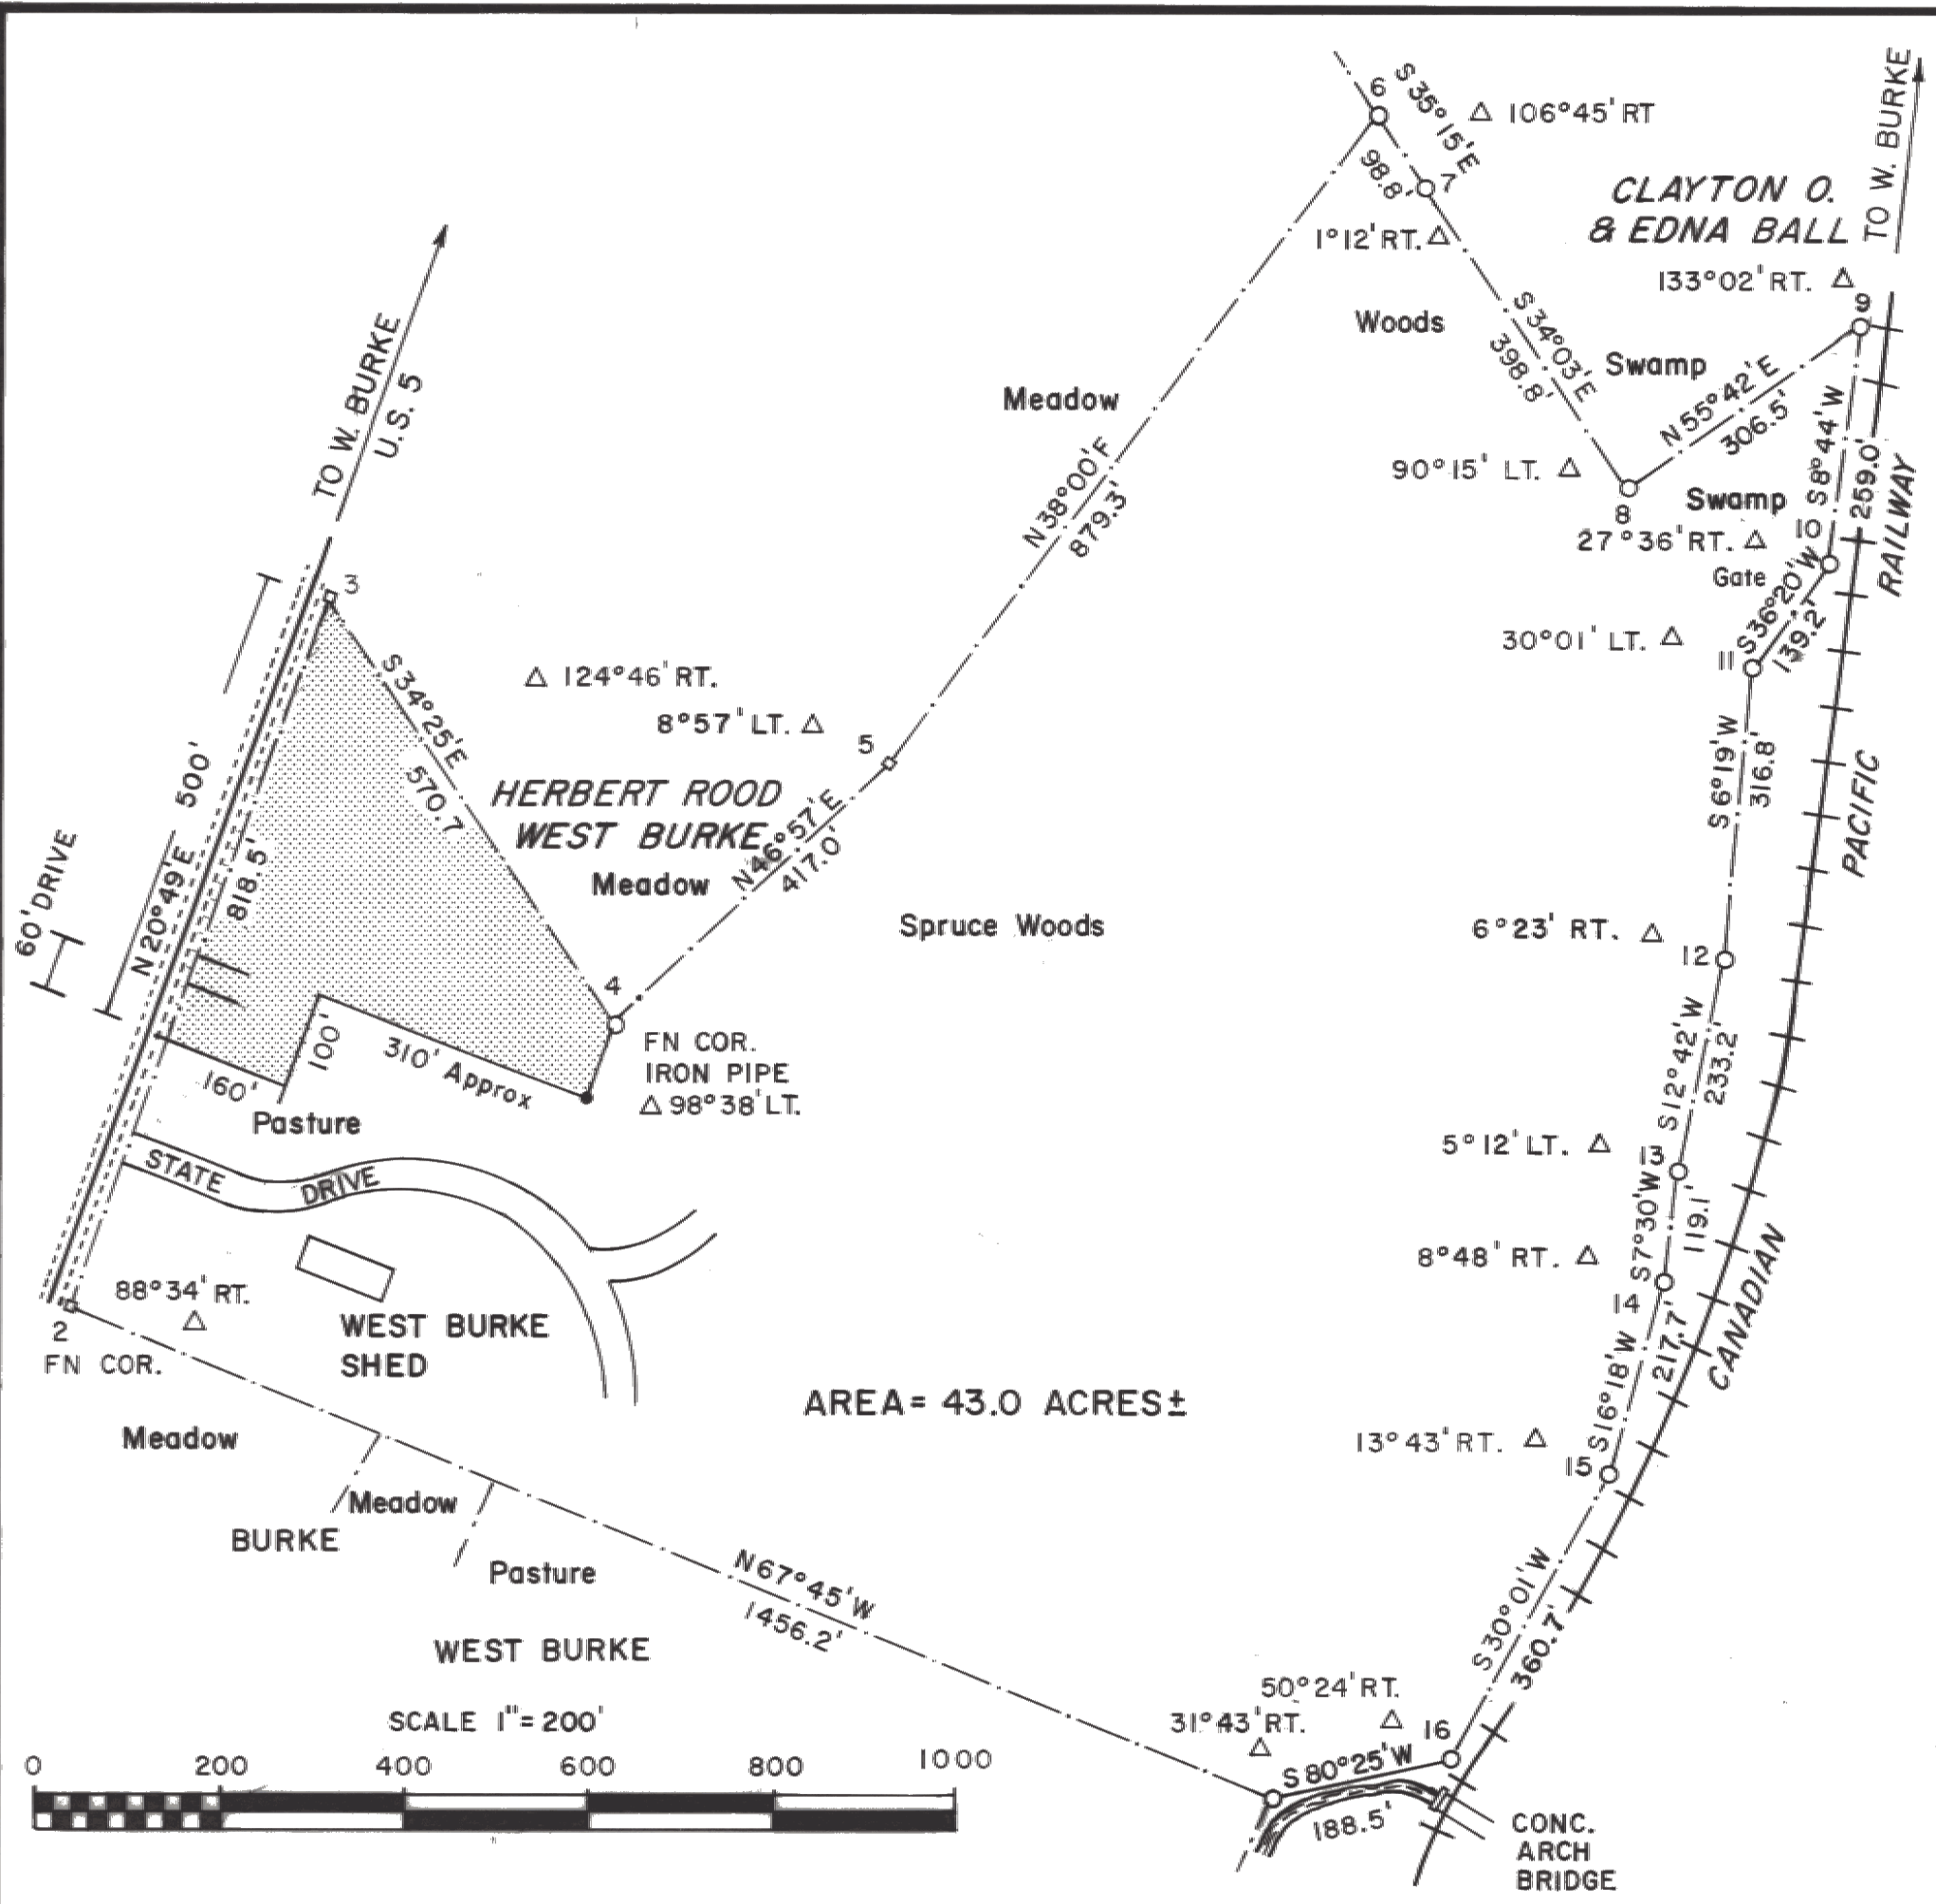 6
S 35°15'E
98.8'
△ 106°45' RT
7
1°12' RT. △
CLAYTON O.
& EDNA BALL
TO W. BURKE
133°02' RT. △
9
Woods
S 34°03'E
398.8'
Swamp
N 55°42'E
306.5'
90°15' LT. △
8
Swamp
S 8°44'W
259.0'
27°36' RT. △
10
Gate
S 36°20'W
139.2'
30°01' LT. △
11
RAILWAY
PACIFIC
CANADIAN
TO W. BURKE
U.S. 5
Meadow
N 38°00'E
879.3'
3
500'
S 34°25'E
570.7
△ 124°46' RT.
8°57' LT. △
5
HERBERT ROOD
WEST BURKE
Meadow
N 46°57'E
417.0'
60' DRIVE
N 20°49'E
818.5'
Spruce Woods
4
FN COR.
IRON PIPE
△ 98°38' LT.
160'
100'
310' Approx
Pasture
STATE DRIVE
S 6°19'W
316.8'
6°23' RT. △
12
S 12°42'W
233.2'
5°12' LT. △
13
S 7°30'W
119.1'
8°48' RT. △
14
S 16°18'W
217.7'
13°43' RT. △
15
88°34' RT.
△
2
FN COR.
WEST BURKE
SHED
AREA= 43.0 ACRES±
Meadow
Meadow
BURKE
Pasture
N 67°45'W
1456.2'
WEST BURKE
S 30°01'W
360.7'
50°24' RT.
△
31°43' RT.
△
16
S 80°25'W
188.5'
CONC.
ARCH
BRIDGE
SCALE 1"= 200'
0 200 400 600 800 1000